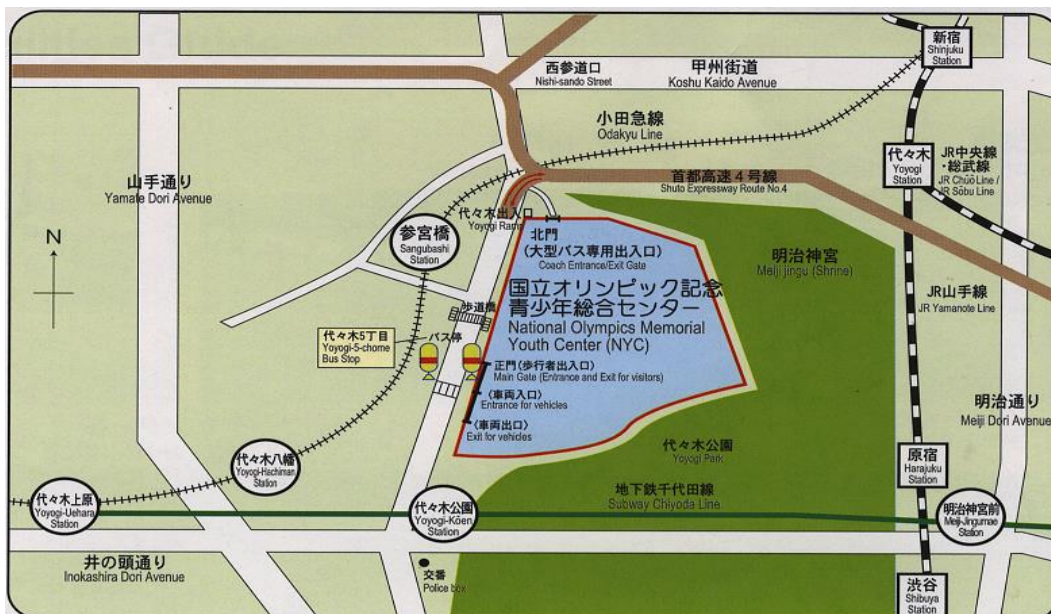 新宿
Shinjuku
Station
西参道口
Nishi-sando Street
甲州街道
Koshu Kaido Avenue
小田急線
Odakyu Line
代々木
Yoyogi
Station
JR中央線
・総武線
JR Chūō Line /
JR Sōbu Line
山手通り
Yamate Dori Avenue
首都高速4号線
Shuto Expressway Route No.4
代々木出入口
Yoyogi Ramp
参宮橋
Sangubashi
Station
N
北門
(大型バス専用出入口)
Coach Entrance/Exit Gate
明治神宮
Meiji jingu (Shrine)
国立オリンピック記念
青少年総合センター
National Olympics Memorial
Youth Center (NYC)
JR山手線
JR Yamanote Line
歩道橋
代々木5丁目
Yoyogi-5-chome
Bus Stop
バス停
正門(歩行者出入口)
Main Gate (Entrance and Exit for visitors)
〈車両入口〉
Entrance for vehicles
〈車両出口〉
Exit for vehicles
明治通り
Meiji Dori Avenue
代々木公園
Yoyogi Park
原宿
Harajuku
Station
代々木八幡
Yoyogi-Hachiman
Station
代々木上原
Yoyogi-Uehara
Station
代々木公園
Yoyogi-Kōen
Station
地下鉄千代田線
Subway Chiyoda Line
明治神宮前
Meiji-Jingumae
Station
井の頭通り
Inokashira Dori Avenue
交番
Police box
渋谷
Shibuya
Station